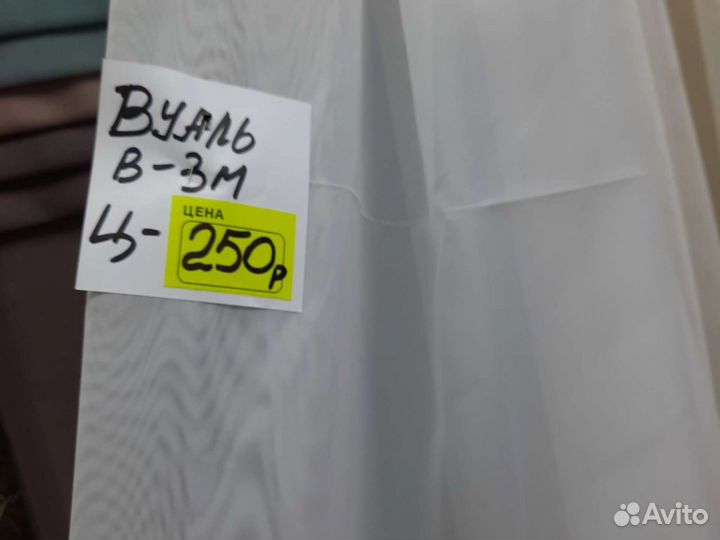 Вуаль
В-3м
Ц-
ЦЕНА
250р
Avito